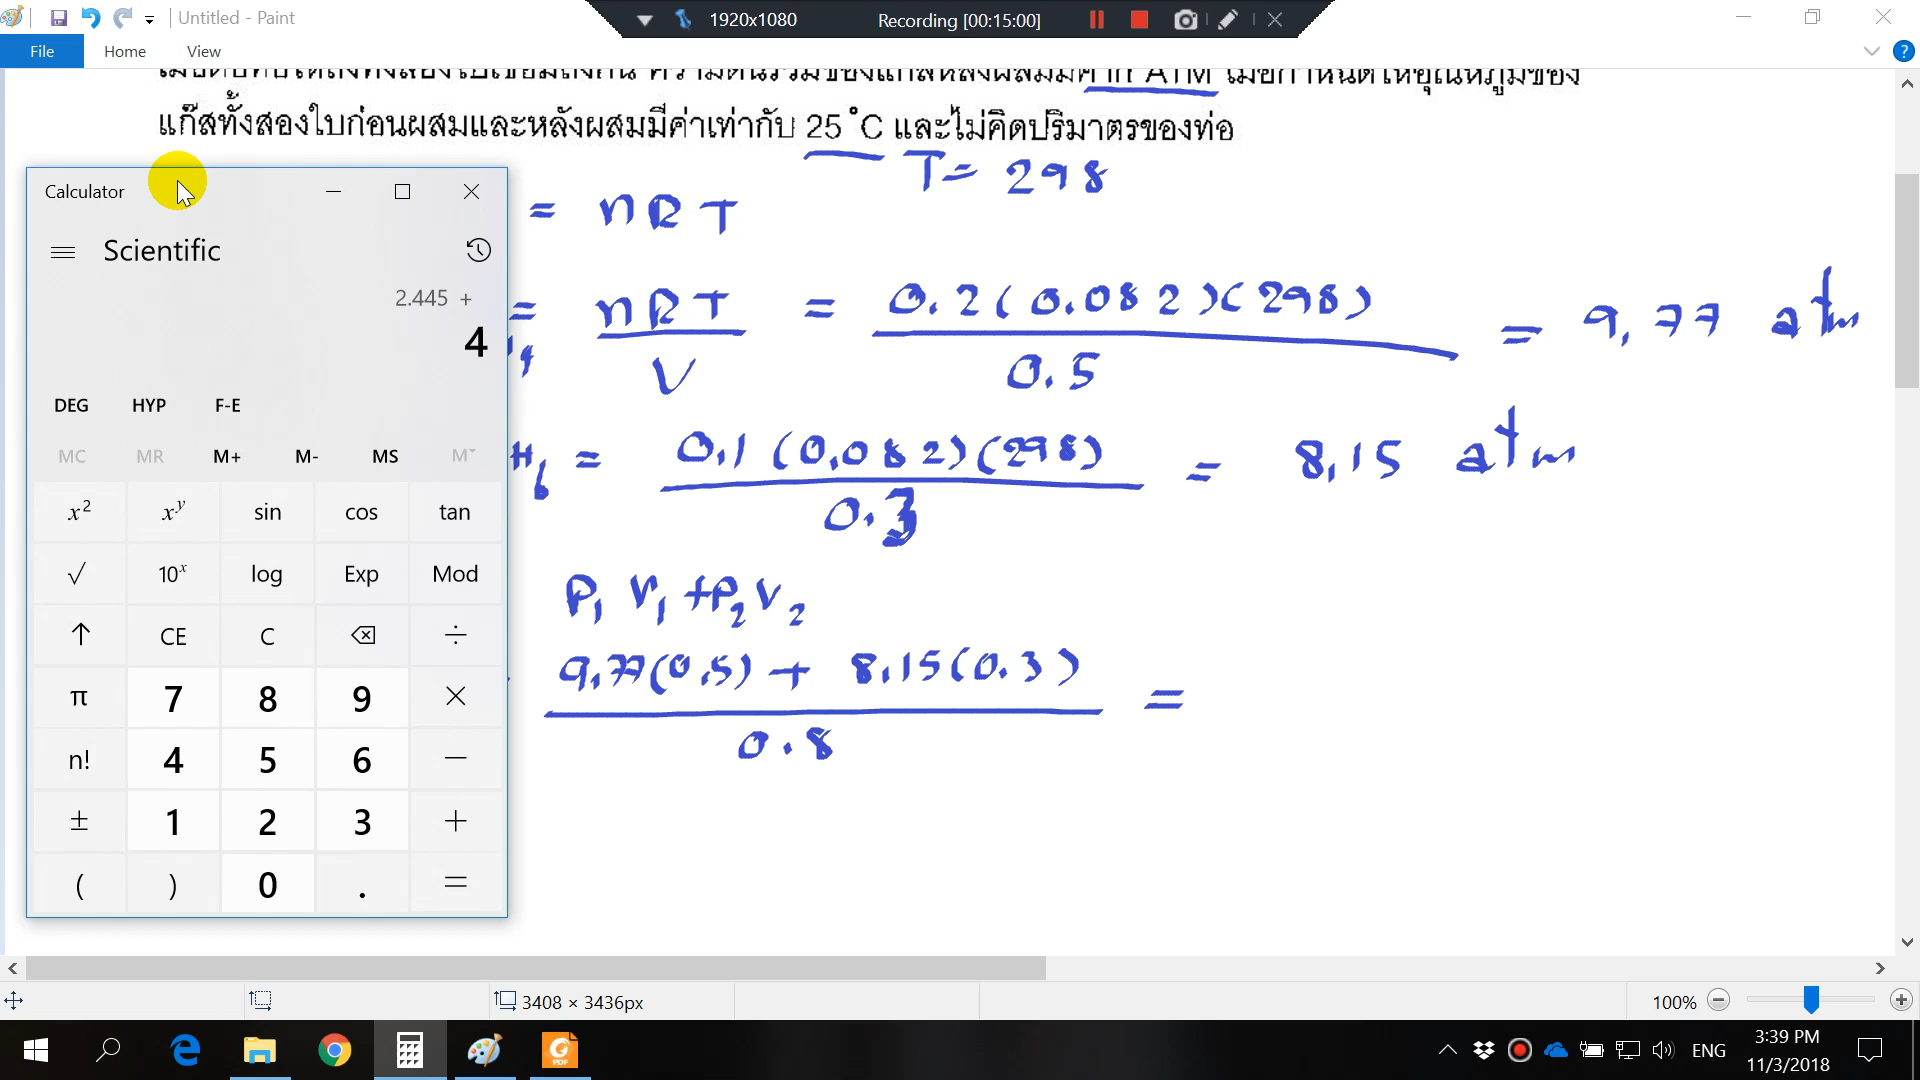 Untitled - Paint
1920x1080
Recording [00:15:00]
File
Home
View
?
แก๊สทั้งสองใบก่อนผสมและหลังผสมมีค่าเท่ากับ 25 °C และไม่คิดปริมาตรของท่อ
T= 298
Calculator
= nRT
Scientific
2.445 +
4
= nRT = 0.2(0.082)(298) = 9,77 atm
V
0.5
DEG
HYP
F-E
MC
MR
M+
M-
MS
M
= 0,1 (0,082)(298) = 8,15 atm
0.3
x²
xʸ
sin
cos
tan
√
10ˣ
log
Exp
Mod
P₁ V₁ +P₂V₂
↑
CE
C
÷
9,77(0.5) + 8,15(0.3) =
0.8
π
7
8
9
×
n!
4
5
6
−
±
1
2
3
+
(
)
0
.
=
3408 × 3436px
100%
PDF
ENG
3:39 PM
11/3/2018